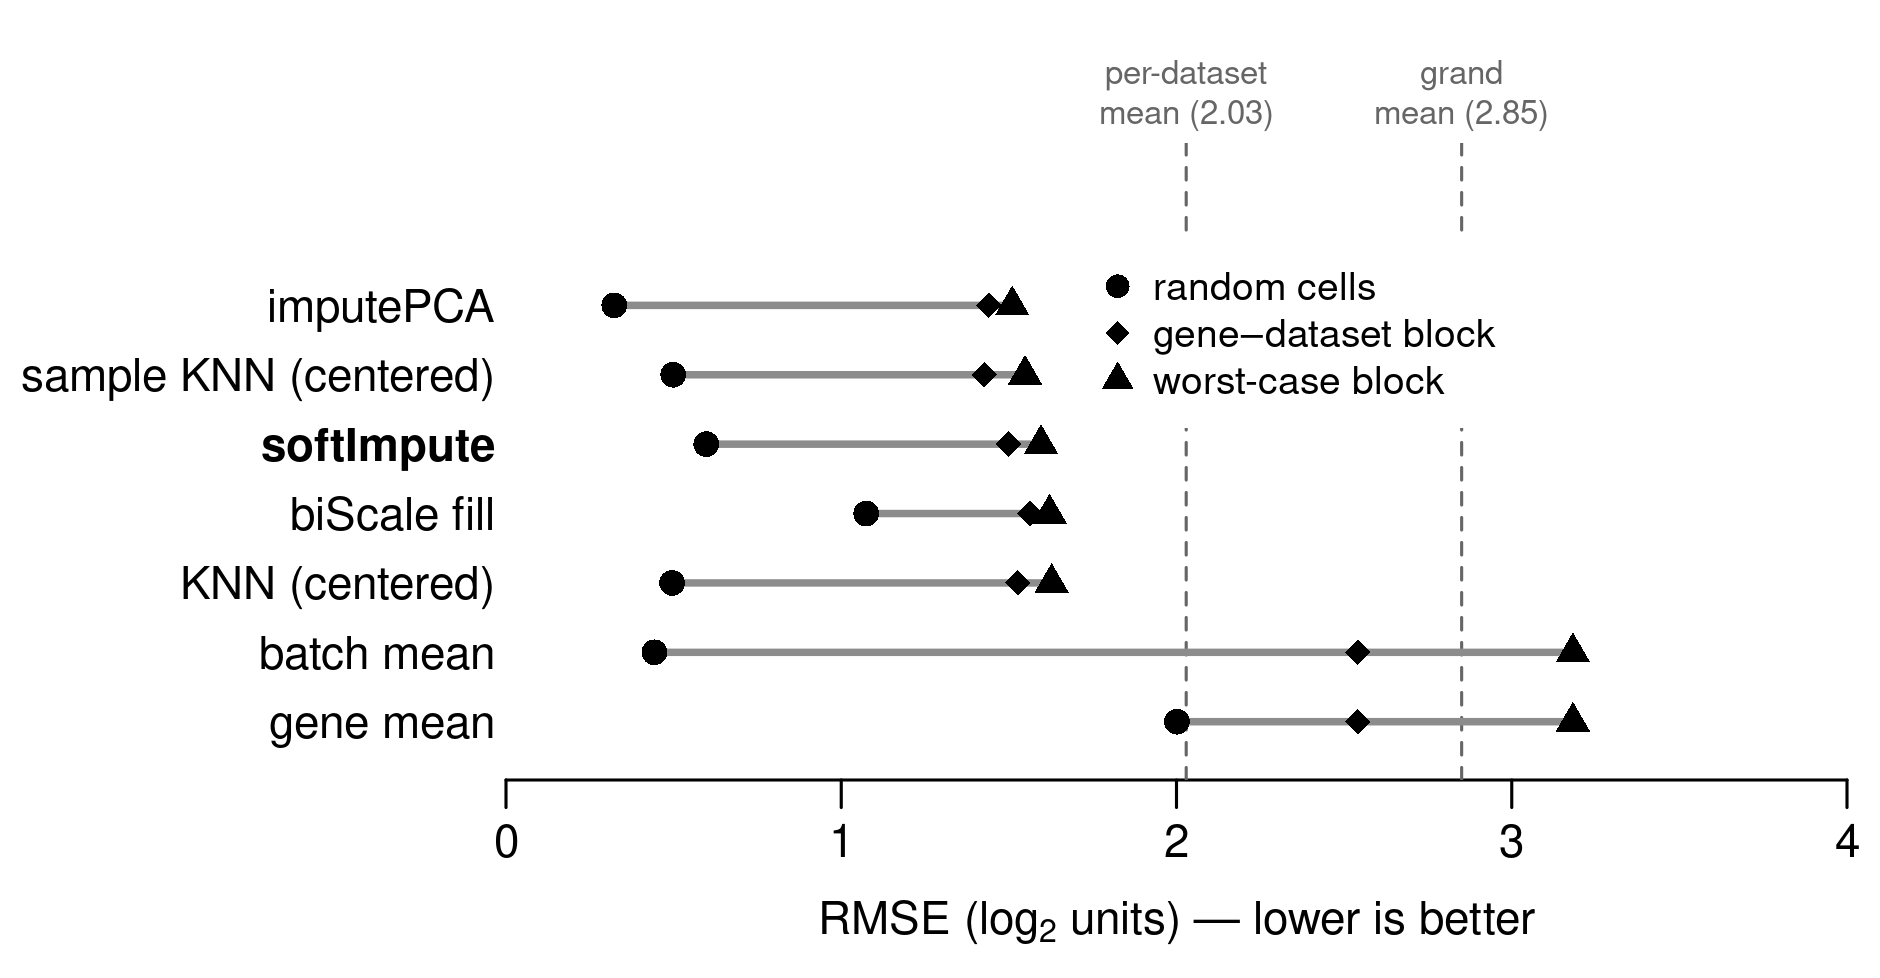 per-dataset
mean (2.03)
grand
mean (2.85)
random cells
gene–dataset block
worst-case block
imputePCA
sample KNN (centered)
softImpute
biScale fill
KNN (centered)
batch mean
gene mean
0 1 2 3 4
RMSE (log₂ units) — lower is better